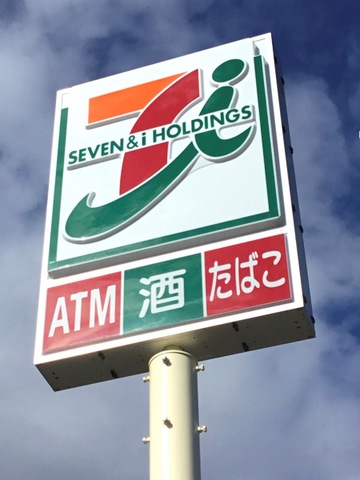 SEVEN & i HOLDINGS
ATM 酒 たばこ